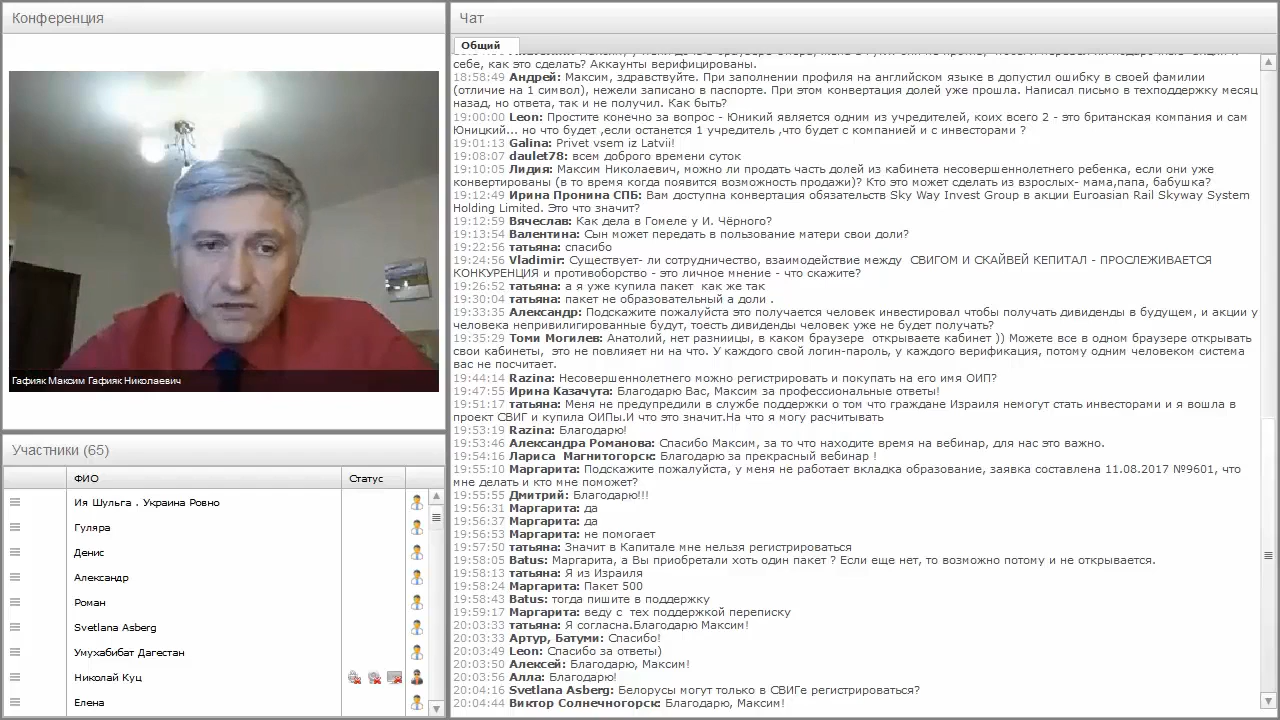 Конференция
Гафияк Максим Гафияк Николаевич
Участники (65)
ФИО Статус
Ия Шульга . Украина Ровно
Гуляра
Денис
Александр
Роман
Svetlana Asberg
Умухабибат Дагестан
Николай Куц
Елена
Чат
Общий
себе, как это сделать? Аккаунты верифицированы.
18:58:49 Андрей: Максим, здравствуйте. При заполнении профиля на английском языке в допустил ошибку в своей фамилии
(отличие на 1 символ), нежели записано в паспорте. При этом конвертация долей уже прошла. Написал письмо в техподдержку месяц
назад, но ответа, так и не получил. Как быть?
19:00:00 Leon: Простите конечно за вопрос - Юникий является одним из учредителей, коих всего 2 - это британская компания и сам
Юницкий... но что будет ,если останется 1 учредитель ,что будет с компанией и с инвесторами ?
19:01:13 Galina: Privet vsem iz Latvii!
19:08:07 daulet78: всем доброго времени суток
19:10:05 Лидия: Максим Николаевич, можно ли продать часть долей из кабинета несовершеннолетнего ребенка, если они уже
конвертированы (в то время когда появится возможность продажи)? Кто это может сделать из взрослых- мама,папа, бабушка?
19:12:49 Ирина Пронина СПБ: Вам доступна конвертация обязательств Sky Way Invest Group в акции Euroasian Rail Skyway System
Holding Limited. Это что значит?
19:12:59 Вячеслав: Как дела в Гомеле у И. Чёрного?
19:13:54 Валентина: Сын может передать в пользование матери свои доли?
19:22:56 татьяна: спасибо
19:24:56 Vladimir: Существует- ли сотрудничество, взаимодействие между СВИГОМ И СКАЙВЕЙ КЕПИТАЛ - ПРОСЛЕЖИВАЕТСЯ
КОНКУРЕНЦИЯ и противоборство - это личное мнение - что скажите?
19:26:52 татьяна: а я уже купила пакет как же так
19:30:04 татьяна: пакет не образовательный а доли .
19:33:35 Александр: Подскажите пожалуйста это получается человек инвестировал чтобы получать дивиденды в будущем, и акции у
человека непривилигированные будут, тоесть дивиденды человек уже не будет получать?
19:35:29 Томи Могилев: Анатолий, нет разницы, в каком браузере открываете кабинет )) Можете все в одном браузере открывать
свои кабинеты, это не повлияет ни на что. У каждого свой логин-пароль, у каждого верификация, потому одним человеком система
вас не посчитает.
19:44:14 Razina: Несовершеннолетнего можно регистрировать и покупать на его имя ОИП?
19:47:55 Ирина Казачута: Благодарю Вас, Максим за профессиональные ответы!
19:51:17 татьяна: Меня не предупредили в службе поддержки о том что граждане Израиля немогут стать инвесторами и я вошла в
проект СВИГ и купила ОИПы.И что это значит.На что я могу расчитывать
19:53:19 Razina: Благодарю!
19:53:46 Александра Романова: Спасибо Максим, за то что находите время на вебинар, для нас это важно.
19:54:16 Лариса Магнитогорск: Благодарю за прекрасный вебинар !
19:55:10 Маргарита: Подскажите пожалуйста, у меня не работает вкладка образование, заявка составлена 11.08.2017 №9601, что
мне делать и кто мне поможет?
19:55:55 Дмитрий: Благодарю!!!
19:56:31 Маргарита: да
19:56:37 Маргарита: да
19:56:53 Маргарита: не помогает
19:57:50 татьяна: Значит в Капитале мне нельзя регистрироваться
19:58:05 Batus: Маргарита, а Вы приобретали хоть один пакет ? Если еще нет, то возможно потому и не открывается.
19:58:13 татьяна: Я из Израиля
19:58:24 Маргарита: Пакет 500
19:58:43 Batus: тогда пишите в поддержку
19:59:17 Маргарита: веду с тех поддержкой переписку
20:03:33 татьяна: Я согласна.Благодарю Максим!
20:03:33 Артур, Батуми: Спасибо!
20:03:49 Leon: Спасибо за ответы)
20:03:50 Алексей: Благодарю, Максим!
20:03:56 Алла: Благодарю!
20:04:16 Svetlana Asberg: Белорусы могут только в СВИГе регистрироваться?
20:04:44 Виктор Солнечногорск: Благодарю, Максим!